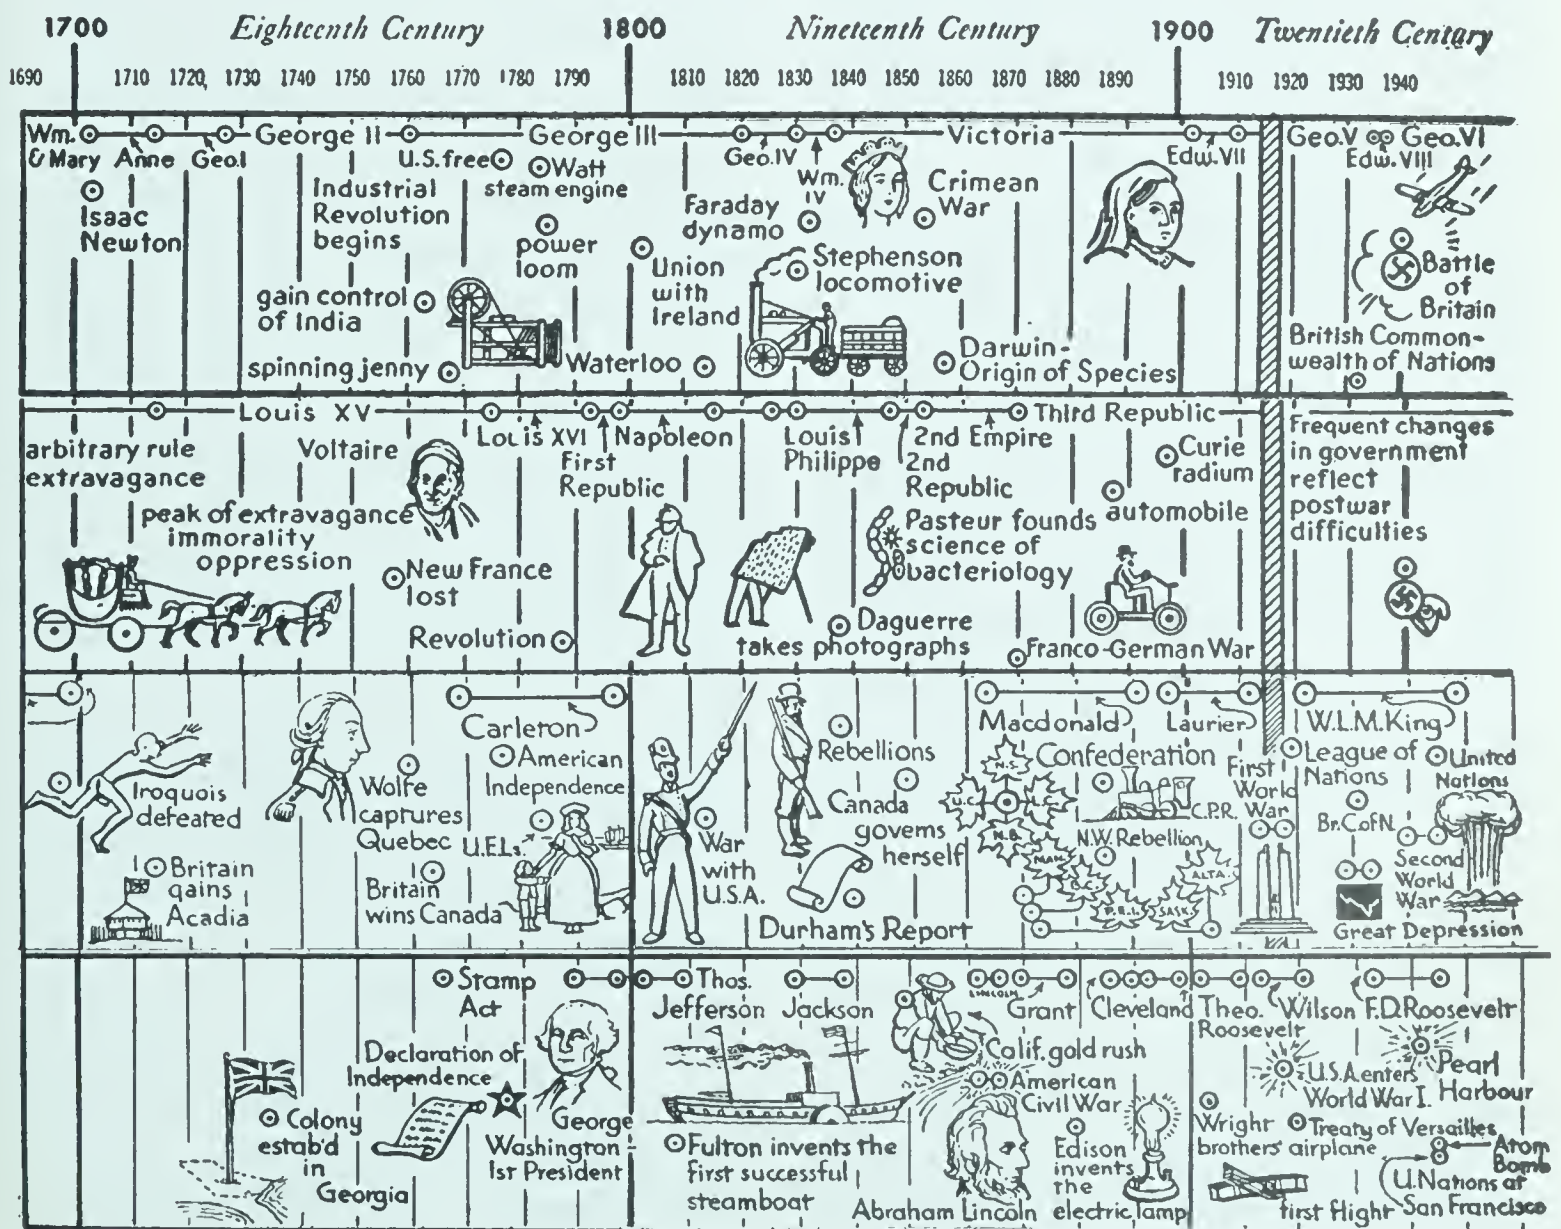 1700 Eighteenth Century 1800 Nineteenth Century 1900 Twentieth Century
1690 1710 1720 1730 1740 1750 1760 1770 1780 1790 1810 1820 1830 1840 1850 1860 1870 1880 1890 1910 1920 1930 1940
Wm. & Mary
Anne
Geo.I
George II
George III
Geo.IV
Wm. IV
Victoria
Edw. VII
Geo.V
Geo.VI
Edw. VIII
U.S. free
Watt
steam engine
Isaac
Newton
Industrial
Revolution
begins
power
loom
Faraday
dynamo
Crimean
War
Union
with
Ireland
Stephenson
locomotive
gain control
of India
spinning jenny
Waterloo
Darwin-
Origin of Species
Battle
of
Britain
British Common-
wealth of Nations
Louis XV
Louis XVI
First
Republic
Napoleon
Louis
Philippe
2nd Empire
2nd
Republic
Third Republic
arbitrary rule
extravagance
Voltaire
peak of extravagance
immorality
oppression
New France
lost
Revolution
Daguerre
takes photographs
Pasteur founds
science of
bacteriology
Curie
radium
automobile
Franco-German War
Frequent changes
in government
reflect
postwar
difficulties
Carleton
Macdonald
Laurier
W.L.M.King
Iroquois
defeated
Britain
gains
Acadia
Wolfe
captures
Quebec
Britain
wins Canada
American
Independence
U.E.Ls.
War
with
U.S.A.
Rebellions
Canada
governs
herself
Durham's Report
Confederation
N.S.
U.C.
L.C.
N.B.
MAN.
B.C.
P.E.I.
SASK.
ALTA.
C.P.R.
N.W. Rebellion
First
World
War
League of
Nations
United
Nations
Br.C.of N.
Second
World
War
Great Depression
Stamp
Act
Thos.
Jefferson
Jackson
LINCOLN
Grant
Cleveland
Theo.
Roosevelt
Wilson
F.D.Roosevelt
Colony
estab'd
in
Georgia
Declaration of
Independence
George
Washington-
1st President
Fulton invents the
first successful
steamboat
Calif. gold rush
American
Civil War
Abraham Lincoln
Edison
invents
the
electric lamp
U.S.A. enters
World War I.
Pearl
Harbour
Wright
brothers' airplane
first flight
Treaty of Versailles
Atom
Bomb
U. Nations at
San Francisco